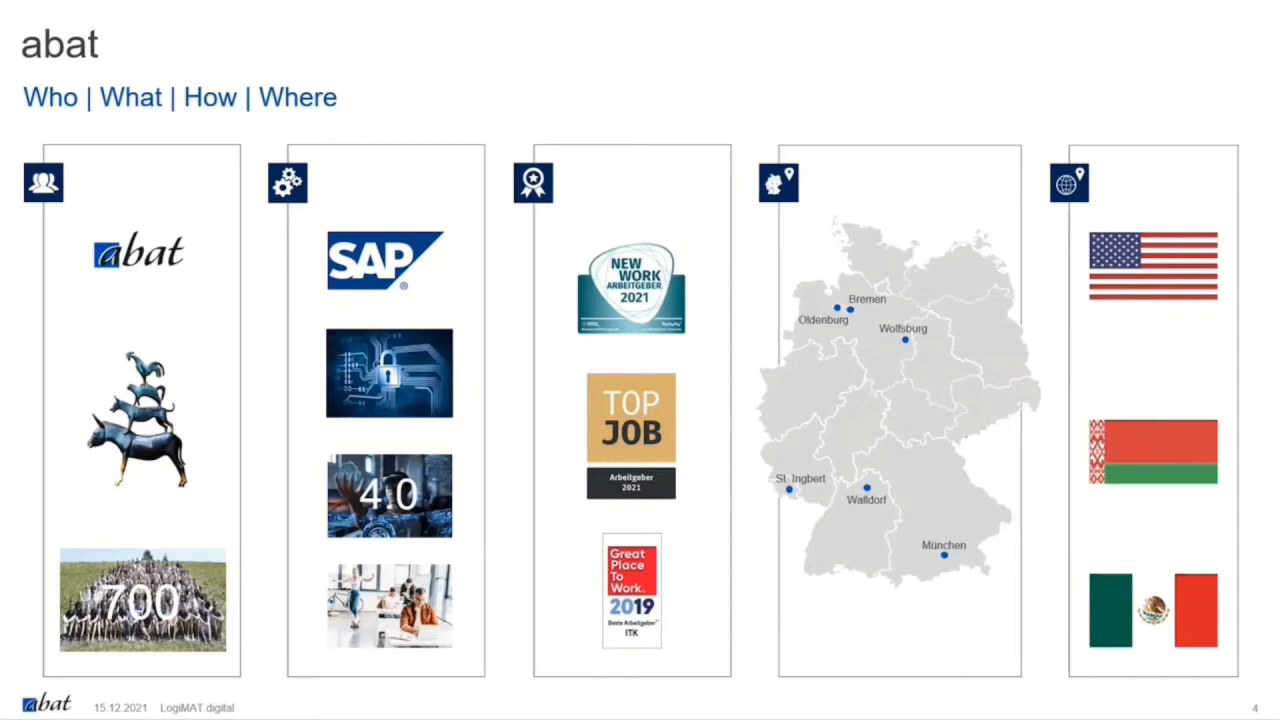 abat
Who | What | How | Where
abat
700
SAP
®
4.0
NEW
WORK
ARBEITGEBER
2021
TOP
JOB
Arbeitgeber
2021
Great
Place
To
Work.
2019
Beste Arbeitgeber™
ITK
Bremen
Oldenburg
Wolfsburg
St. Ingbert
Walldorf
München
abat
15.12.2021
LogiMAT.digital
4